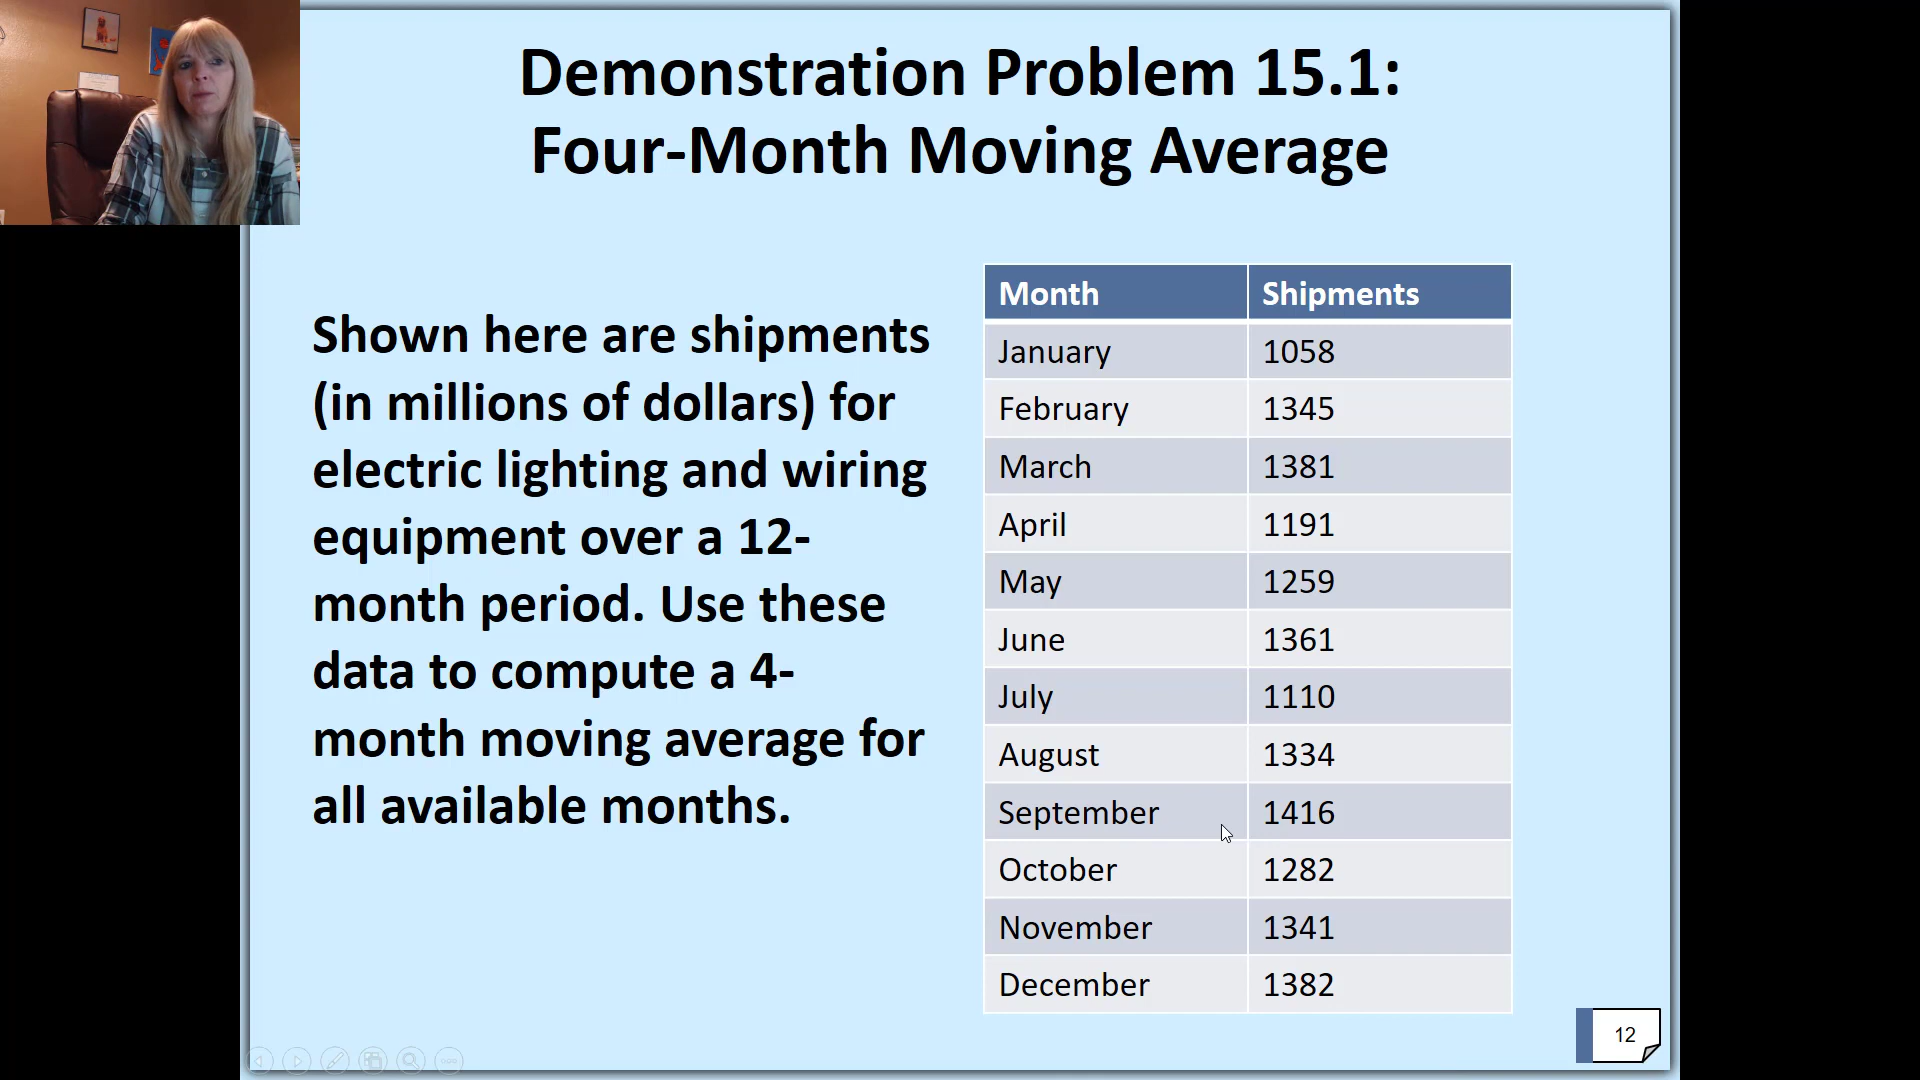 Demonstration Problem 15.1:
Four-Month Moving Average
Shown here are shipments
(in millions of dollars) for
electric lighting and wiring
equipment over a 12-
month period. Use these
data to compute a 4-
month moving average for
all available months.
Month Shipments
January 1058
February 1345
March 1381
April 1191
May 1259
June 1361
July 1110
August 1334
September 1416
October 1282
November 1341
December 1382
12